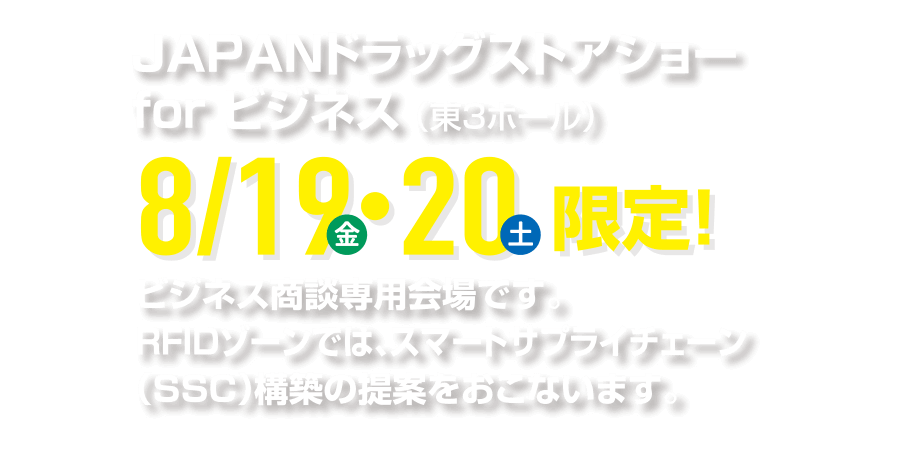 JAPANドラッグストアショー
for ビジネス（東3ホール）
8/19金・20土限定!
ビジネス商談専用会場です。
RFIDゾーンでは、スマートサプライチェーン
（SSC）構築の提案をおこないます。